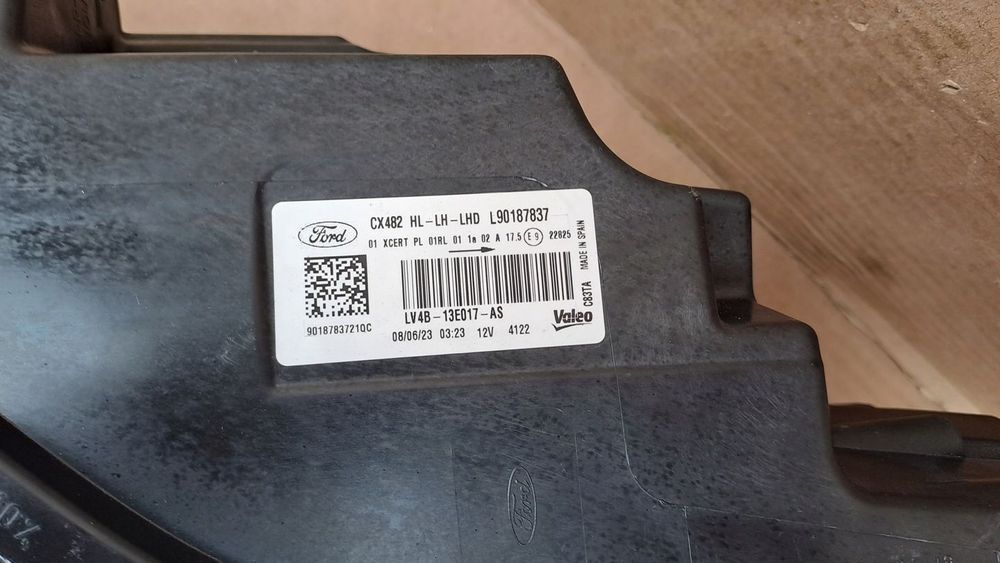 Ford
CX482 HL-LH-LHD L90187837
01 XCERT PL 01RL 01 1a 02 A 17.5 E9 22825
LV4B-13E017-AS
90187837210C
08/06/23 03:23 12V 4122
Valeo
C83TA MADE IN SPAIN
Ford